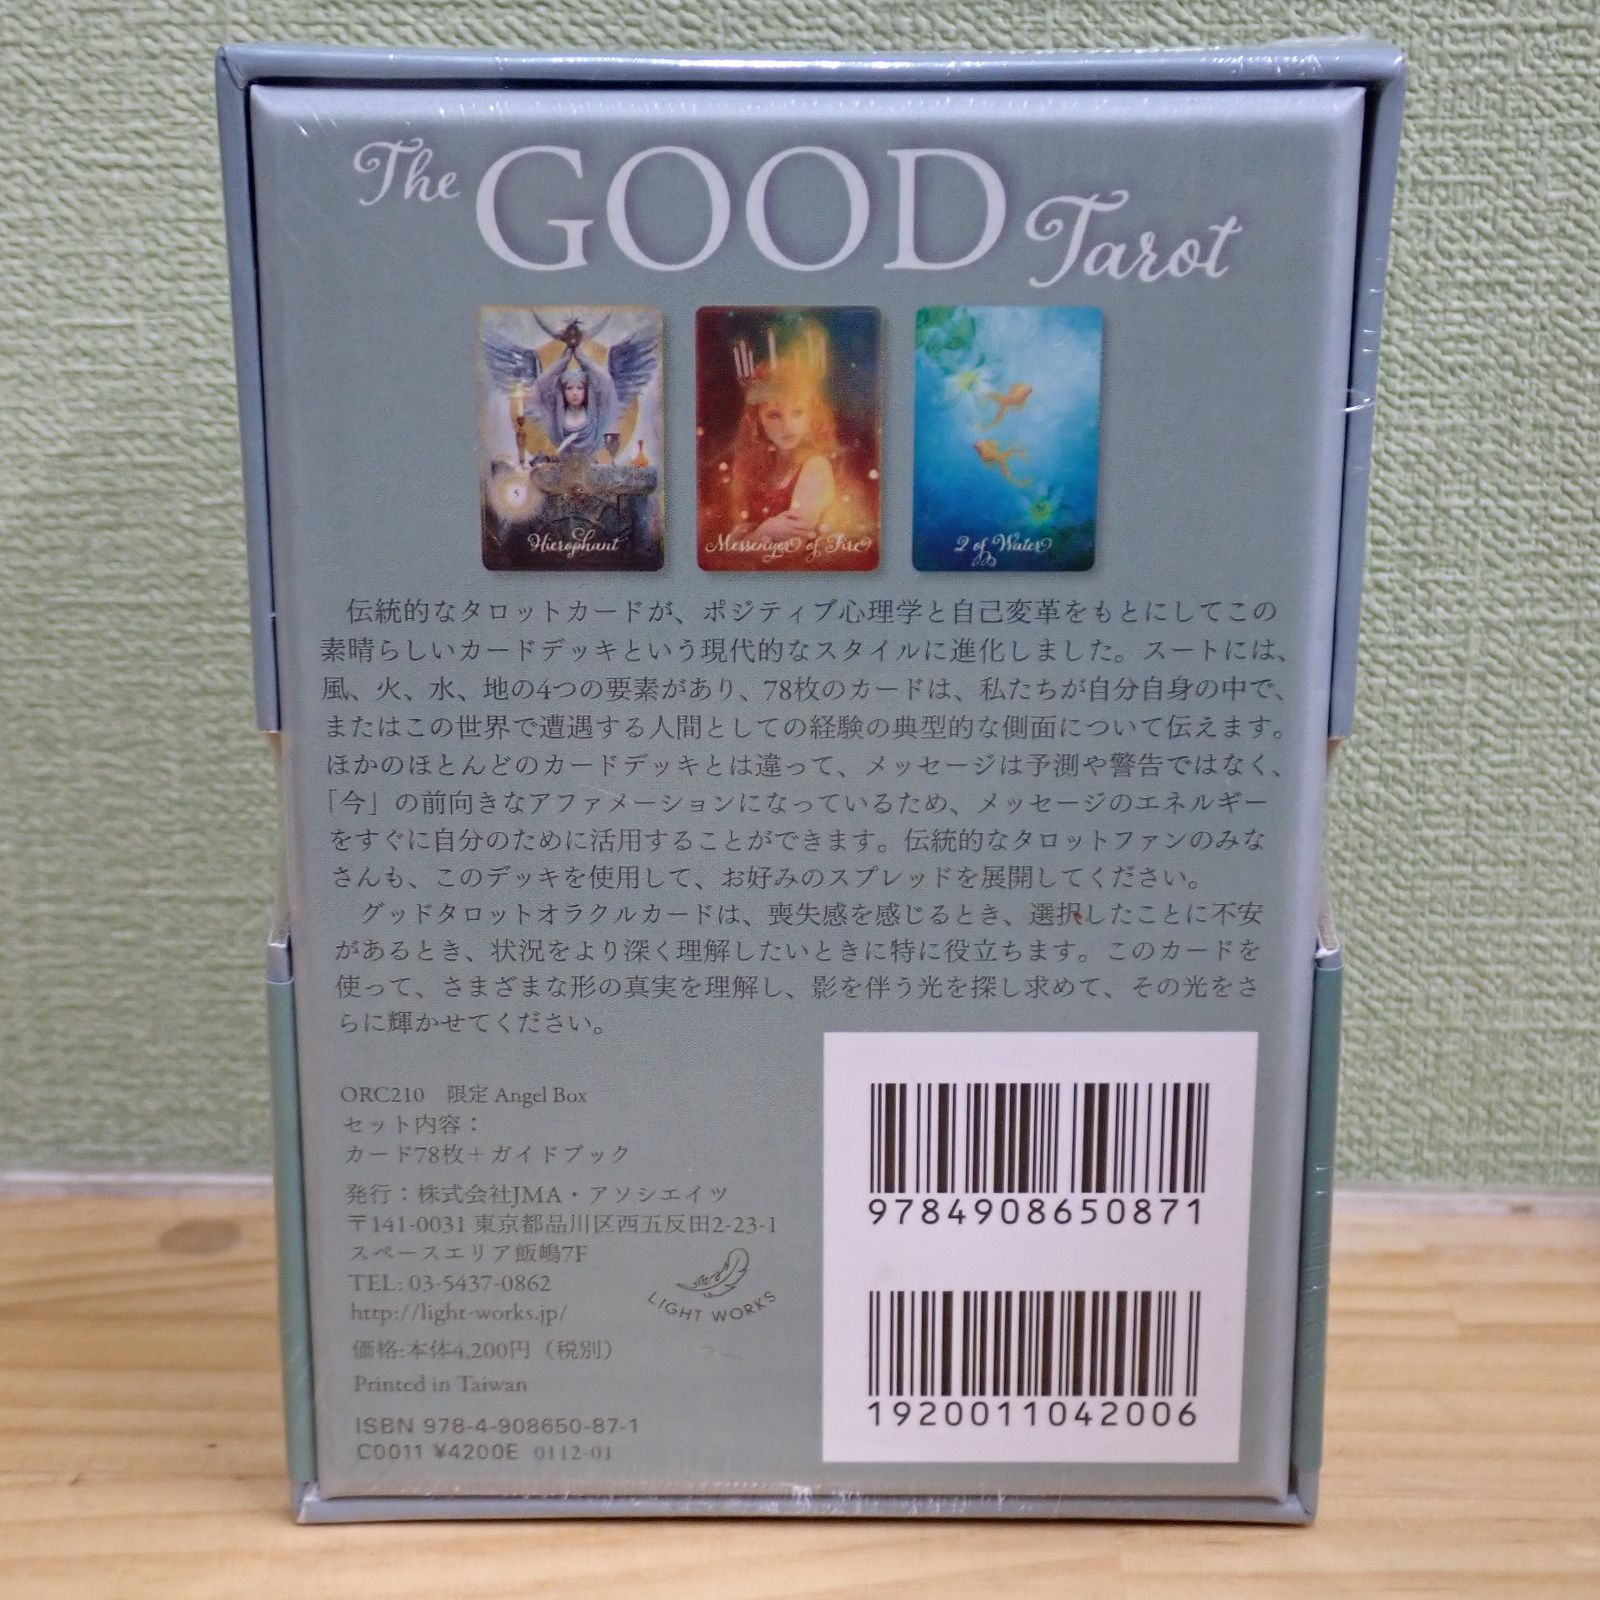 The GOOD Tarot
Hierophant
Messenger of Fire
2 of Water
5
伝統的なタロットカードが、ポジティブ心理学と自己変革をもとにしてこの
素晴らしいカードデッキという現代的なスタイルに進化しました。スートには、
風、火、水、地の4つの要素があり、78枚のカードは、私たちが自分自身の中で、
またはこの世界で遭遇する人間としての経験の典型的な側面について伝えます。
ほかのほとんどのカードデッキとは違って、メッセージは予測や警告ではなく、
「今」の前向きなアファメーションになっているため、メッセージのエネルギー
をすぐに自分のために活用することができます。伝統的なタロットファンのみな
さんも、このデッキを使用して、お好みのスプレッドを展開してください。
グッドタロットオラクルカードは、喪失感を感じるとき、選択したことに不安
があるとき、状況をより深く理解したいときに特に役立ちます。このカードを
使って、さまざまな形の真実を理解し、影を伴う光を探し求めて、その光をさ
らに輝かせてください。
ORC210 限定 Angel Box
セット内容：
カード78枚＋ガイドブック
発行：株式会社JMA・アソシエイツ
〒141-0031 東京都品川区西五反田2-23-1
スペースエリア飯嶋7F
TEL: 03-5437-0862
http://light-works.jp/
LIGHT WORKS
価格:本体4,200円（税別）
Printed in Taiwan
ISBN 978-4-908650-87-1
C0011 ¥4200E 0112-01
9784908650871
1920011042006